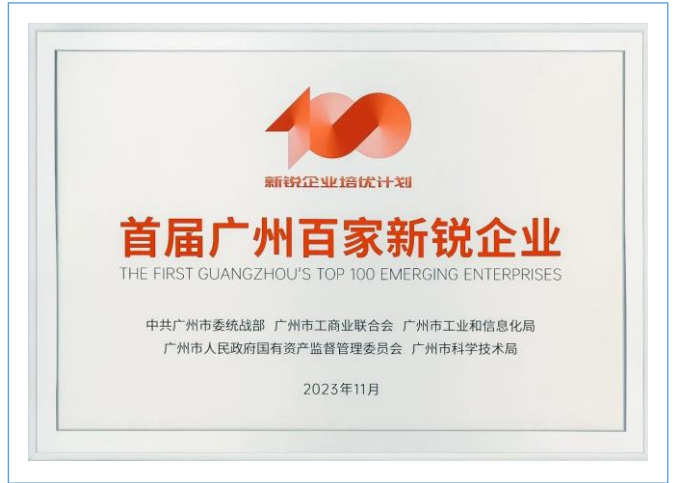 100
新锐企业培优计划
首届广州百家新锐企业
THE FIRST GUANGZHOU'S TOP 100 EMERGING ENTERPRISES
中共广州市委统战部 广州市工商业联合会 广州市工业和信息化局
广州市人民政府国有资产监督管理委员会 广州市科学技术局
2023年11月